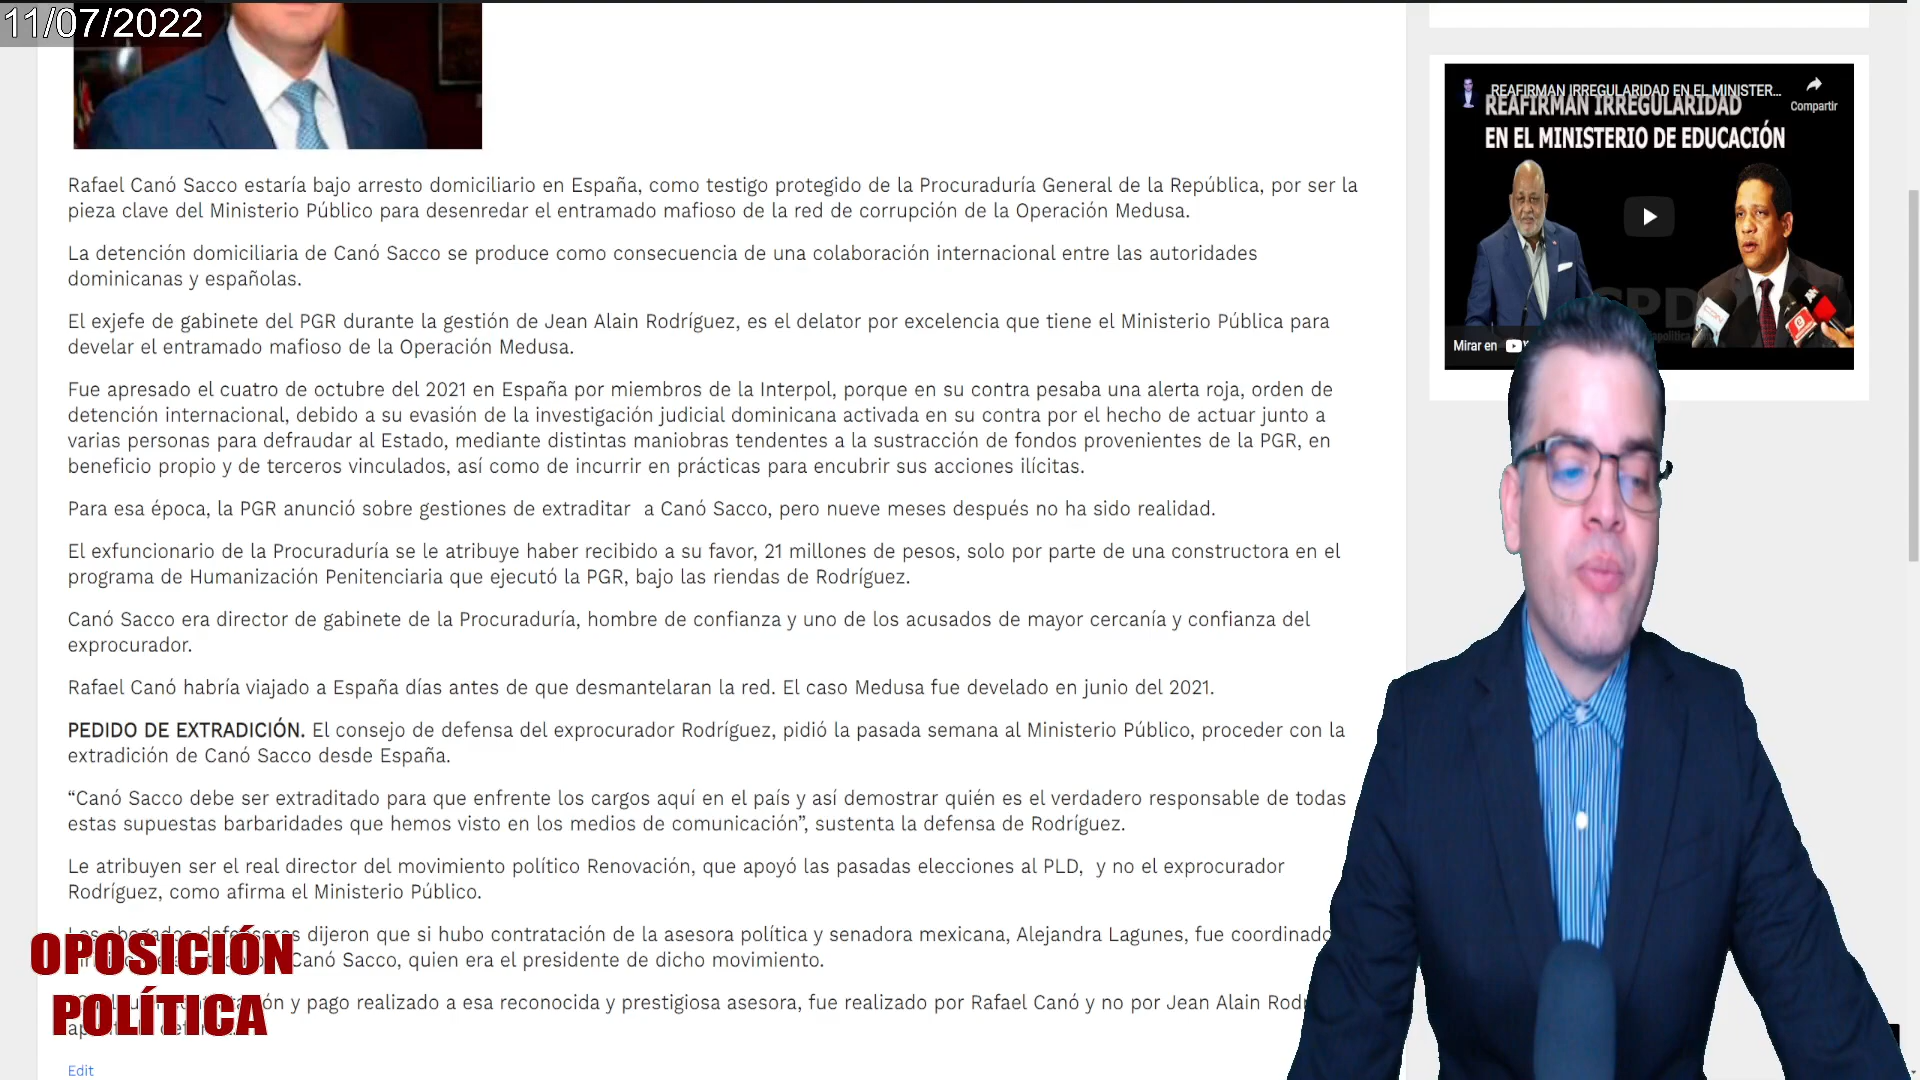 11/07/2022
Rafael Canó Sacco estaría bajo arresto domiciliario en España, como testigo protegido de la Procuraduría General de la República, por ser la
pieza clave del Ministerio Público para desenredar el entramado mafioso de la red de corrupción de la Operación Medusa.
La detención domiciliaria de Canó Sacco se produce como consecuencia de una colaboración internacional entre las autoridades
dominicanas y españolas.
El exjefe de gabinete del PGR durante la gestión de Jean Alain Rodríguez, es el delator por excelencia que tiene el Ministerio Pública para
develar el entramado mafioso de la Operación Medusa.
Fue apresado el cuatro de octubre del 2021 en España por miembros de la Interpol, porque en su contra pesaba una alerta roja, orden de
detención internacional, debido a su evasión de la investigación judicial dominicana activada en su contra por el hecho de actuar junto a
varias personas para defraudar al Estado, mediante distintas maniobras tendentes a la sustracción de fondos provenientes de la PGR, en
beneficio propio y de terceros vinculados, así como de incurrir en prácticas para encubrir sus acciones ilícitas.
Para esa época, la PGR anunció sobre gestiones de extraditar a Canó Sacco, pero nueve meses después no ha sido realidad.
El exfuncionario de la Procuraduría se le atribuye haber recibido a su favor, 21 millones de pesos, solo por parte de una constructora en el
programa de Humanización Penitenciaria que ejecutó la PGR, bajo las riendas de Rodríguez.
Canó Sacco era director de gabinete de la Procuraduría, hombre de confianza y uno de los acusados de mayor cercanía y confianza del
exprocurador.
Rafael Canó habría viajado a España días antes de que desmantelaran la red. El caso Medusa fue develado en junio del 2021.
PEDIDO DE EXTRADICIÓN. El consejo de defensa del exprocurador Rodríguez, pidió la pasada semana al Ministerio Público, proceder con la
extradición de Canó Sacco desde España.
“Canó Sacco debe ser extraditado para que enfrente los cargos aquí en el país y así demostrar quién es el verdadero responsable de todas
estas supuestas barbaridades que hemos visto en los medios de comunicación”, sustenta la defensa de Rodríguez.
Le atribuyen ser el real director del movimiento político Renovación, que apoyó las pasadas elecciones al PLD, y no el exprocurador
Rodríguez, como afirma el Ministerio Público.
Los abogados defensores dijeron que si hubo contratación de la asesora política y senadora mexicana, Alejandra Lagunes, fue
Canó Sacco, quien era el presidente de dicho movimiento.
y pago realizado a esa reconocida y prestigiosa asesora, fue realizado por Rafael Canó y no por Jean Alain
Edit
OPOSICIÓN
POLÍTICA
REAFIRMAN IRREGULARIDAD EN EL MINISTER...
Compartir
REAFIRMAN IRREGULARIDAD
EN EL MINISTERIO DE EDUCACIÓN
Mirar en